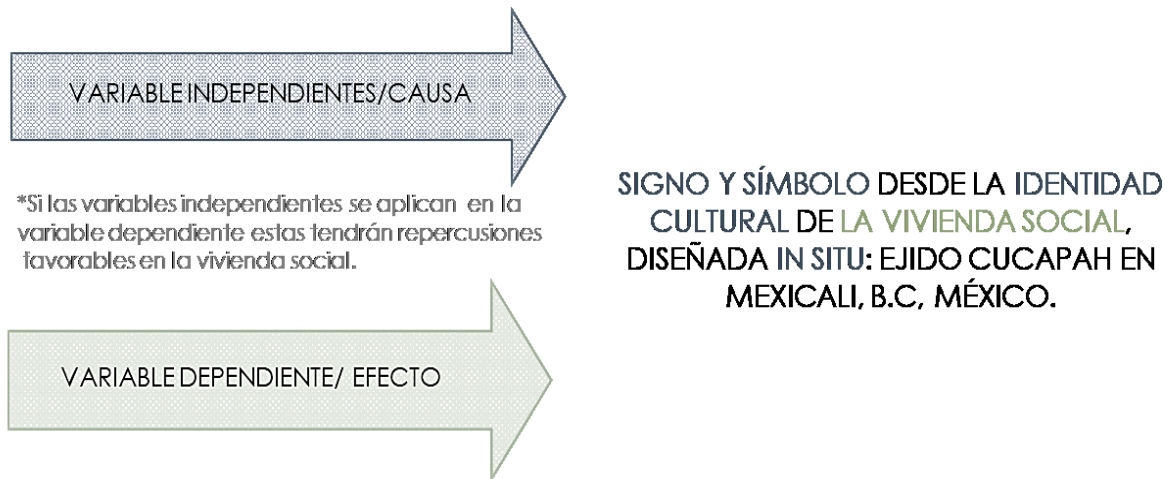 VARIABLE INDEPENDIENTES/CAUSA
*Si las variables independientes se aplican en la
variable dependiente estas tendrán repercusiones
favorables en la vivienda social.
VARIABLE DEPENDIENTE/ EFECTO
SIGNO Y SÍMBOLO DESDE LA IDENTIDAD
CULTURAL DE LA VIVIENDA SOCIAL,
DISEÑADA IN SITU: EJIDO CUCAPAH EN
MEXICALI, B.C, MÉXICO.